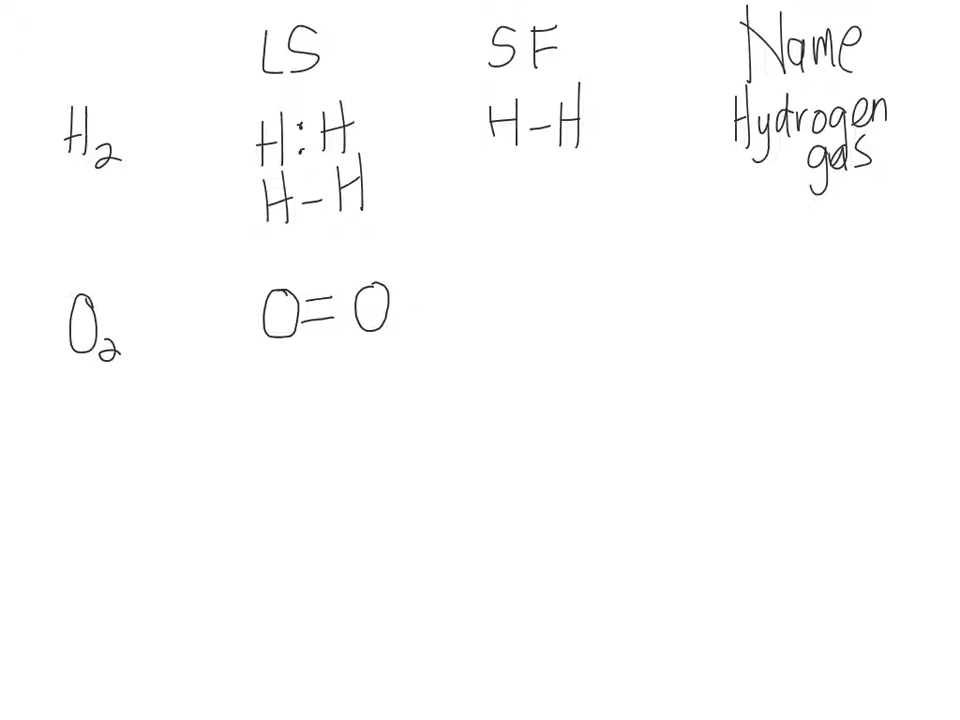 LS SF Name
H₂ H:H H-H Hydrogen gas
H-H
O₂ O=O